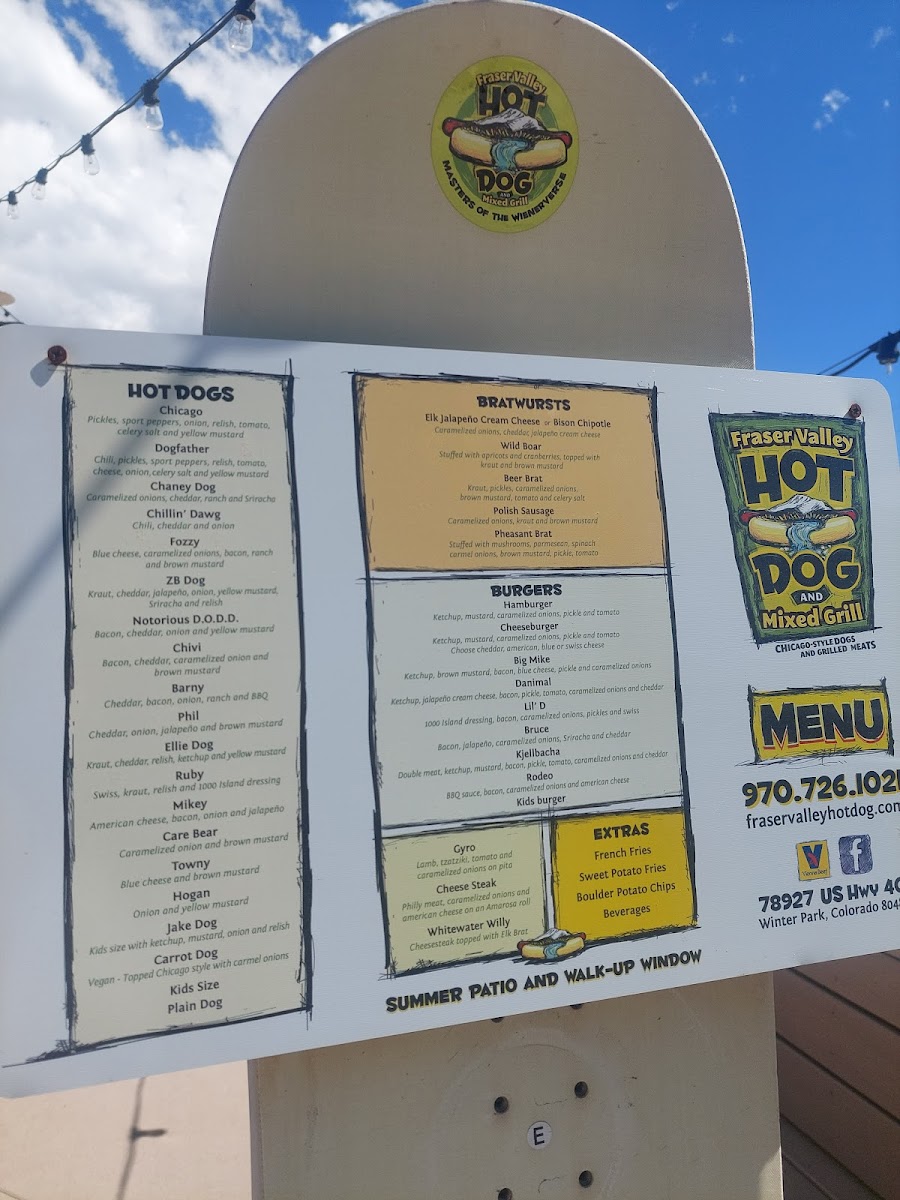 Fraser Valley
HOT
DOG
AND
Mixed Grill
MASTERS OF THE WIENERVERSE
HOT DOGS
Chicago
Pickles, sport peppers, onion, relish, tomato,
celery salt and yellow mustard
Dogfather
Chili, pickles, sport peppers, relish, tomato,
cheese, onion, celery salt and yellow mustard
Chaney Dog
Caramelized onions, cheddar, ranch and Sriracha
Chillin' Dawg
Chili, cheddar and onion
Fozzy
Blue cheese, caramelized onions, bacon, ranch
and brown mustard
ZB Dog
Kraut, cheddar, jalapeño, onion, yellow mustard,
Sriracha and relish
Notorious D.O.D.D.
Bacon, cheddar, onion and yellow mustard
Chivi
Bacon, cheddar, caramelized onion and
brown mustard
Barny
Cheddar, bacon, onion, ranch and BBQ
Phil
Cheddar, onion, jalapeño and brown mustard
Ellie Dog
Kraut, cheddar, relish, ketchup and yellow mustard
Ruby
Swiss, kraut, relish and 1000 Island dressing
Mikey
American cheese, bacon, onion and jalapeño
Care Bear
Caramelized onion and brown mustard
Towny
Blue cheese and brown mustard
Hogan
Onion and yellow mustard
Jake Dog
Kids size with ketchup, mustard, onion and relish
Carrot Dog
Vegan - Topped Chicago style with carmel onions
Kids Size
Plain Dog
BRATWURSTS
Elk Jalapeño Cream Cheese or Bison Chipotle
Caramelized onions, cheddar, jalapeño cream cheese
Wild Boar
Stuffed with apricots and cranberries, topped with
kraut and brown mustard
Beer Brat
Kraut, pickles, caramelized onions,
brown mustard, tomato and celery salt
Polish Sausage
Caramelized onions, kraut and brown mustard
Pheasant Brat
Stuffed with mushrooms, parmesean, spinach
carmel onions, brown mustard, pickle, tomato
BURGERS
Hamburger
Ketchup, mustard, caramelized onions, pickle and tomato
Cheeseburger
Ketchup, mustard, caramelized onions, pickle and tomato
Choose cheddar, american, blue or swiss cheese
Big Mike
Ketchup, brown mustard, bacon, blue cheese, pickle and caramelized onions
Danimal
Ketchup, jalapeño cream cheese, bacon, pickle, tomato, caramelized onions and cheddar
Lil' D
1000 Island dressing, bacon, caramelized onions, pickles and swiss
Bruce
Bacon, jalapeño, caramelized onions, Sriracha and cheddar
Kjellbacha
Double meat, ketchup, mustard, bacon, pickle, tomato, caramelized onions and cheddar
Rodeo
BBQ sauce, bacon, caramelized onions and american cheese
Kids burger
Gyro
Lamb, tzatziki, tomato and
caramelized onions on pita
Cheese Steak
Philly meat, caramelized onions and
american cheese on an Amarosa roll
Whitewater Willy
Cheesesteak topped with Elk Brat
EXTRAS
French Fries
Sweet Potato Fries
Boulder Potato Chips
Beverages
SUMMER PATIO AND WALK-UP WINDOW
Fraser Valley
HOT
DOG
AND
Mixed Grill
CHICAGO-STYLE DOGS
AND GRILLED MEATS
MENU
970.726.1021
fraservalleyhotdog.com
V
Vienna Beef
f
78927 US HWY 40
Winter Park, Colorado 8048
E